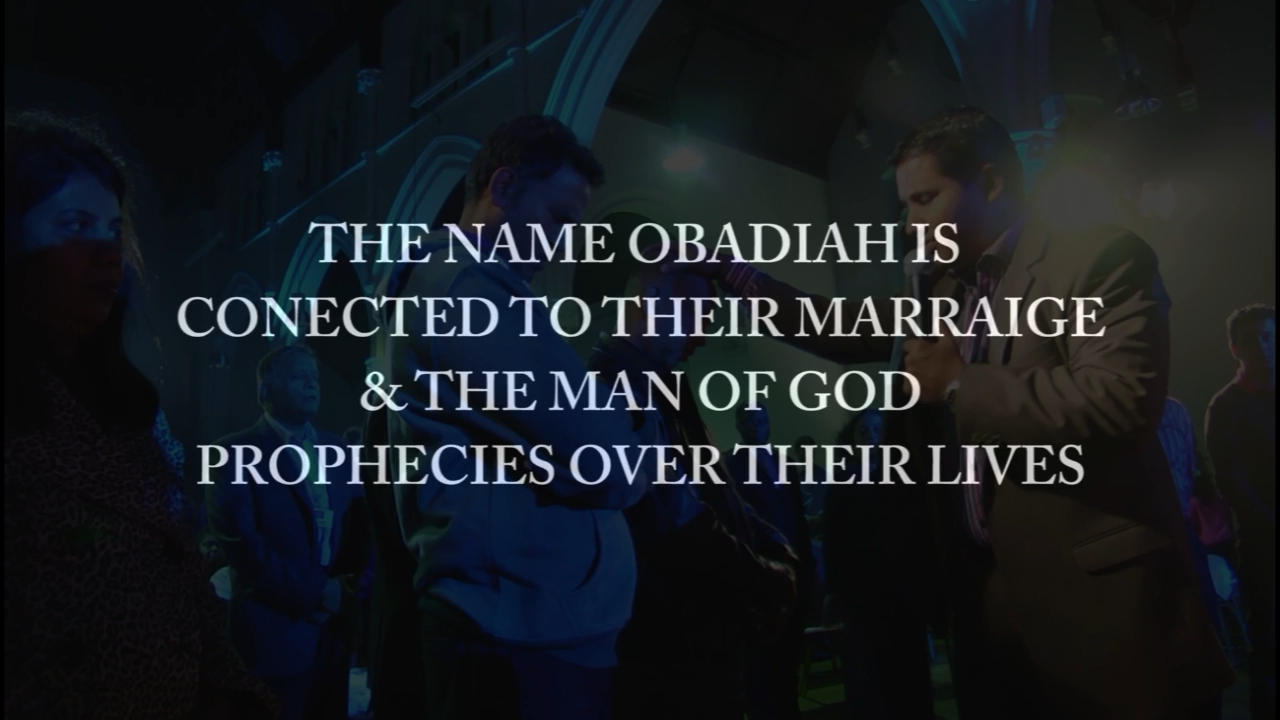 THE NAME OBADIAH IS
CONECTED TO THEIR MARRAIGE
& THE MAN OF GOD
PROPHECIES OVER THEIR LIVES